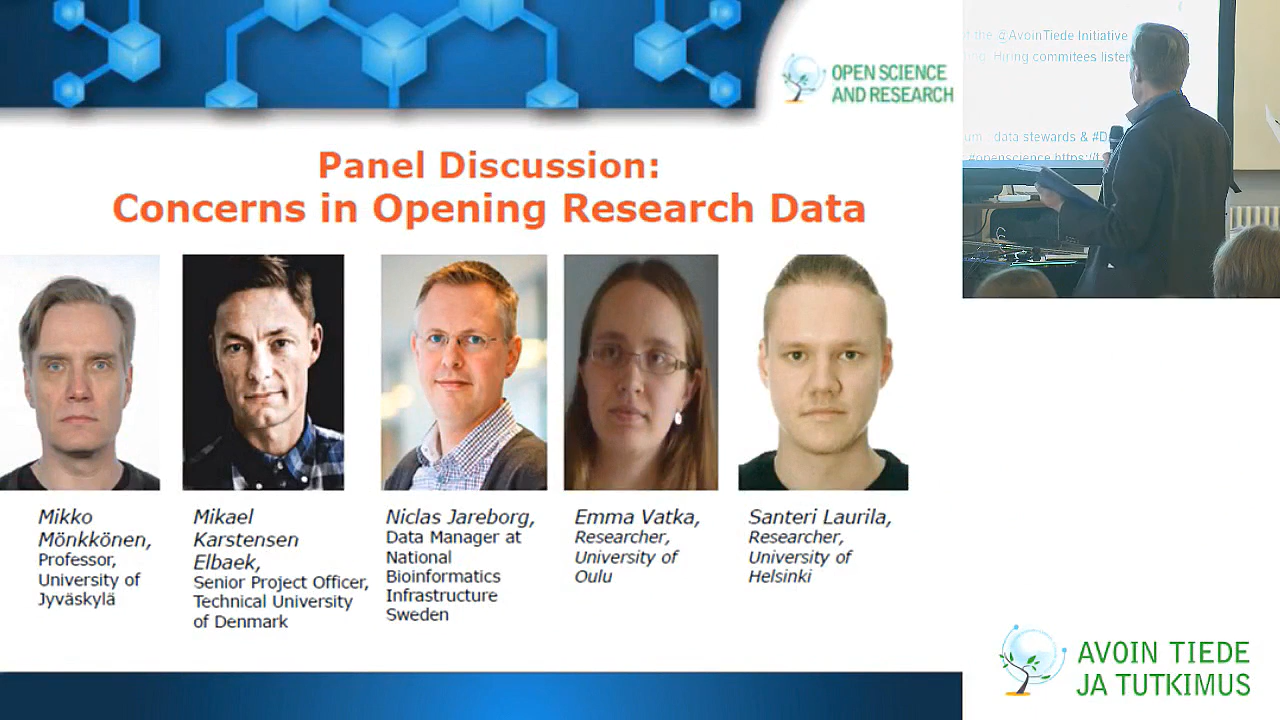 OPEN SCIENCE
AND RESEARCH
Panel Discussion:
Concerns in Opening Research Data
Mikko
Mönkkönen,
Professor,
University of
Jyväskylä
Mikael
Karstensen
Elbaek,
Senior Project Officer,
Technical University
of Denmark
Niclas Jareborg,
Data Manager at
National
Bioinformatics
Infrastructure
Sweden
Emma Vatka,
Researcher,
University of
Oulu
Santeri Laurila,
Researcher,
University of
Helsinki
the @AvoinTiede Initiative
Hiring commitees
data stewards &
#openscience
AVOIN TIEDE
JA TUTKIMUS